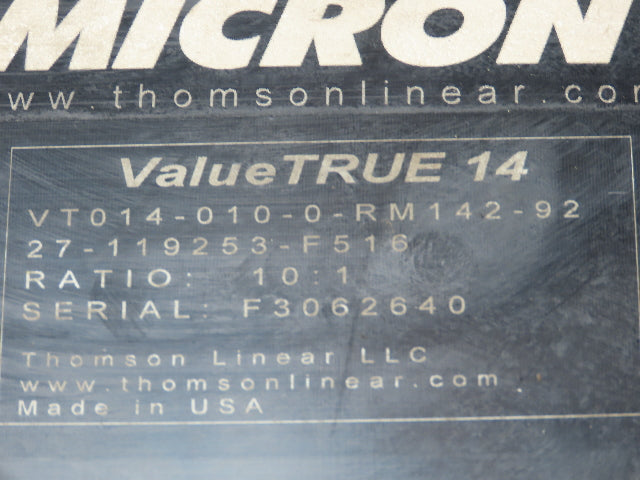 MICRON
ww.thomsonlinear.com
ValueTRUE 14
VT014-010-0-RM142-92
27-119253-F516
RATIO: 10:1
SERIAL: F3062640
Thomson Linear LLC
www.thomsonlinear.com
Made in USA